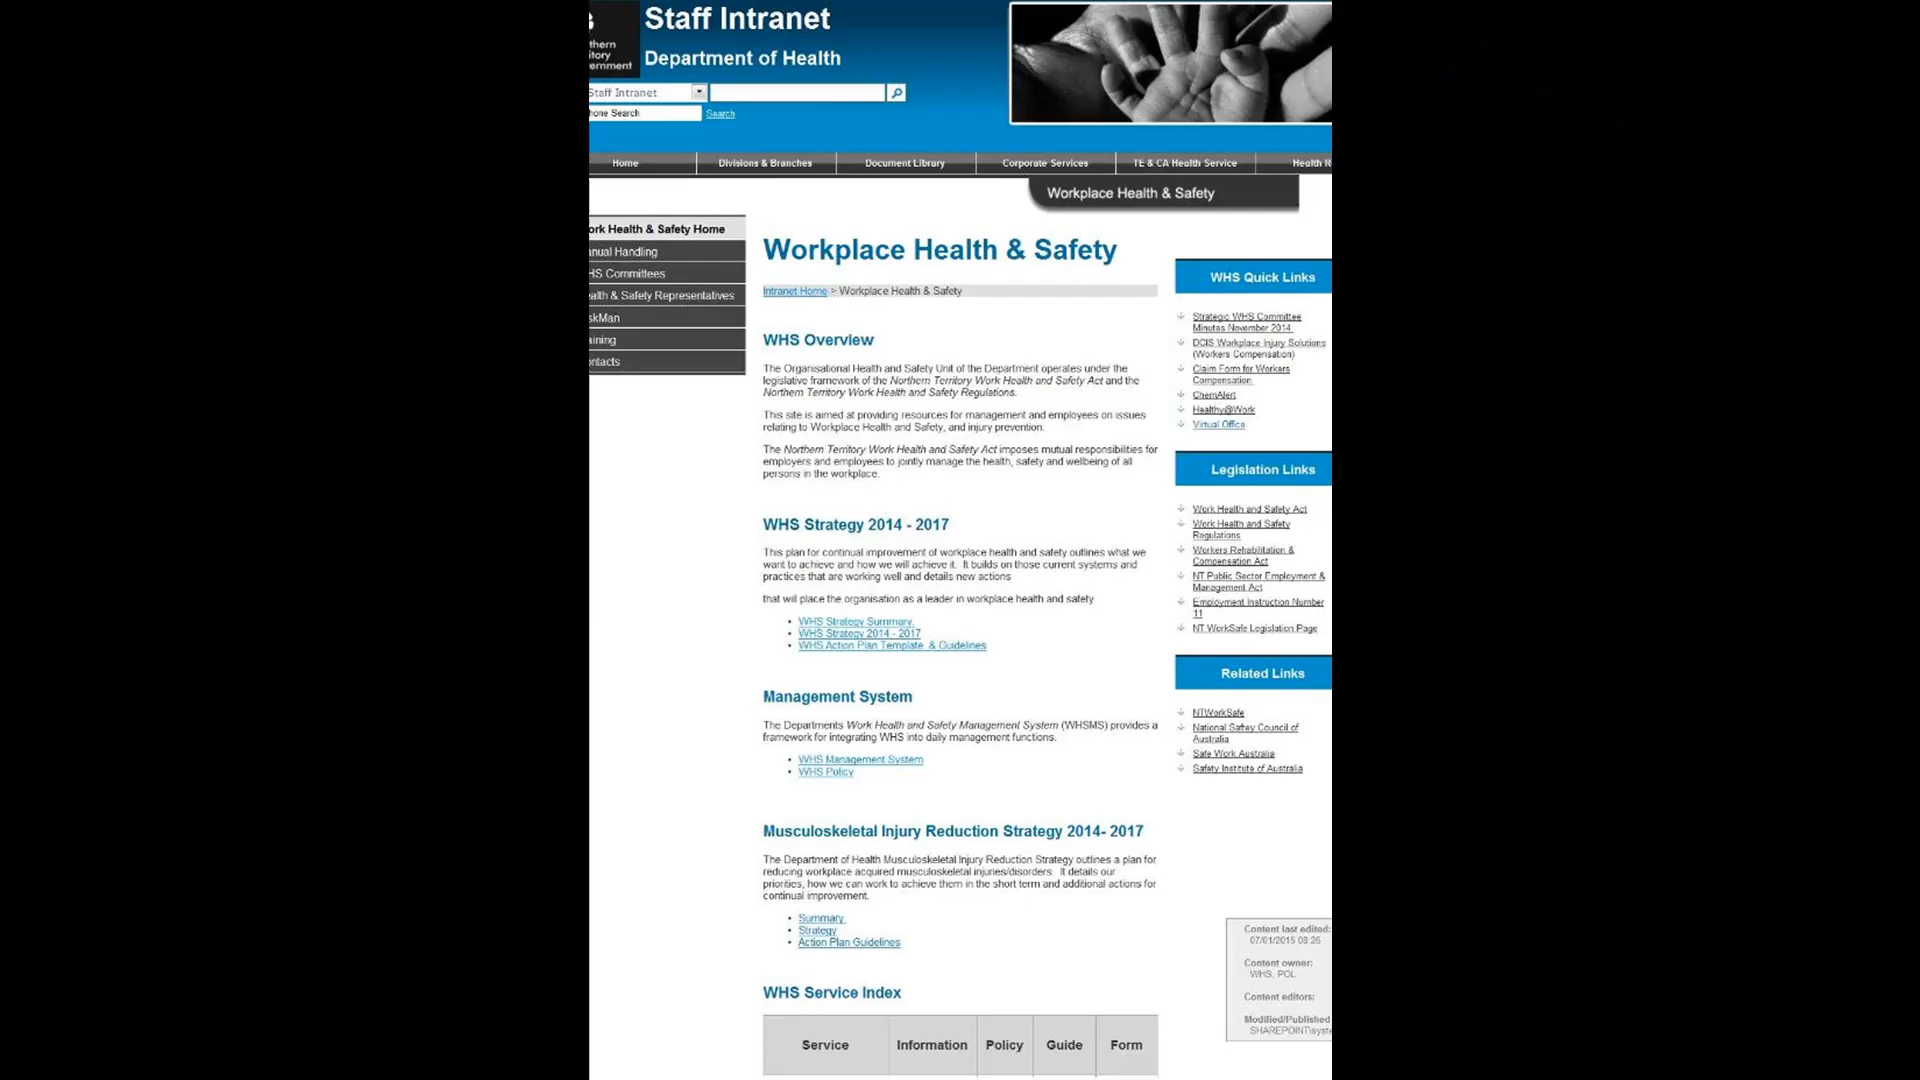 Staff Intranet
Department of Health
Staff Intranet
Search
Home Divisions & Branches Document Library Corporate Services TE & CA Health Service Health
Workplace Health & Safety
Health & Safety Home
Committees
& Safety Representatives
Workplace Health & Safety
Intranet Home > Workplace Health & Safety
WHS Overview
The Organisational Health and Safety Unit of the Department operates under the
legislative framework of the Northern Territory Work Health and Safety Act and the
Northern Territory Work Health and Safety Regulations.
This site is aimed at providing resources for management and employees on issues
relating to Workplace Health and Safety, and injury prevention.
The Northern Territory Work Health and Safety Act imposes mutual responsibilities for
employers and employees to jointly manage the health, safety and wellbeing of all
persons in the workplace.
WHS Strategy 2014 - 2017
This plan for continual improvement of workplace health and safety outlines what we
want to achieve and how we will achieve it. It builds on those current systems and
practices that are working well and details new actions
that will place the organisation as a leader in workplace health and safety
WHS Strategy Summary.
WHS Strategy 2014 - 2017
WHS Action Plan Template & Guidelines
Management System
The Departments Work Health and Safety Management System (WHSMS) provides a
framework for integrating WHS into daily management functions.
WHS Management System
WHS Policy
Musculoskeletal Injury Reduction Strategy 2014- 2017
The Department of Health Musculoskeletal Injury Reduction Strategy outlines a plan for
reducing workplace acquired musculoskeletal injuries/disorders. It details our
priorities, how we can work to achieve them in the short term and additional actions for
continual improvement.
Summary
Strategy
Action Plan Guidelines
WHS Service Index
Service Information Policy Guide Form
WHS Quick Links
Strategic WHS Committee
Minutes November 2014
DCIS Workplace Injury Solutions
(Workers Compensation)
Claim Form for Workers
Compensation.
ChemAlert
Healthy@Work
Virtual Office
Legislation Links
Work Health and Safety Act
Work Health and Safety
Regulations
Workers Rehabilitation &
Compensation Act
NT Public Sector Employment &
Management Act
Employment Instruction Number
11
NT WorkSafe Legislation Page
Related Links
NTWorkSafe
National Saftey Council of
Australia
Safe Work Australia
Safety Institute of Australia
Content last edited:
07/01/2015 08:26
Content owner:
WHS, POL
Content editors:
Modified/Published